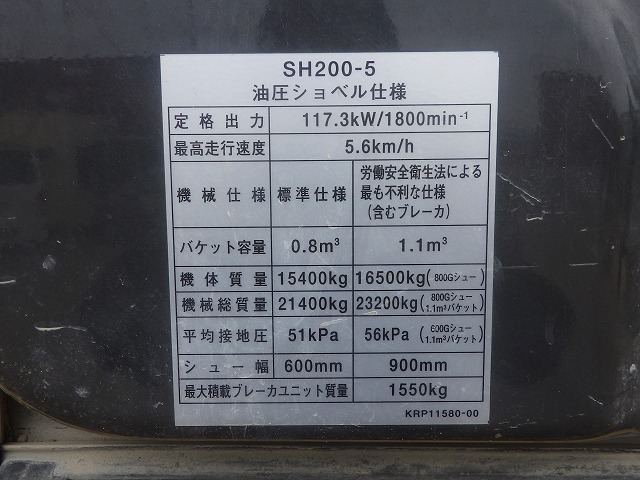 SH200-5
油圧ショベル仕様
定格出力 117.3kW/1800min⁻¹
最高走行速度 5.6km/h
機械仕様 標準仕様 労働安全衛生法による
最も不利な仕様
(含むブレーカ)
バケット容量 0.8m³ 1.1m³
機体質量 15400kg 16500kg(800Gシュー)
機械総質量 21400kg 23200kg(800Gシュー
1.1m³バケット)
平均接地圧 51kPa 56kPa(600Gシュー
1.1m³バケット)
シュー幅 600mm 900mm
最大積載ブレーカユニット質量 1550kg
KRP11580-00